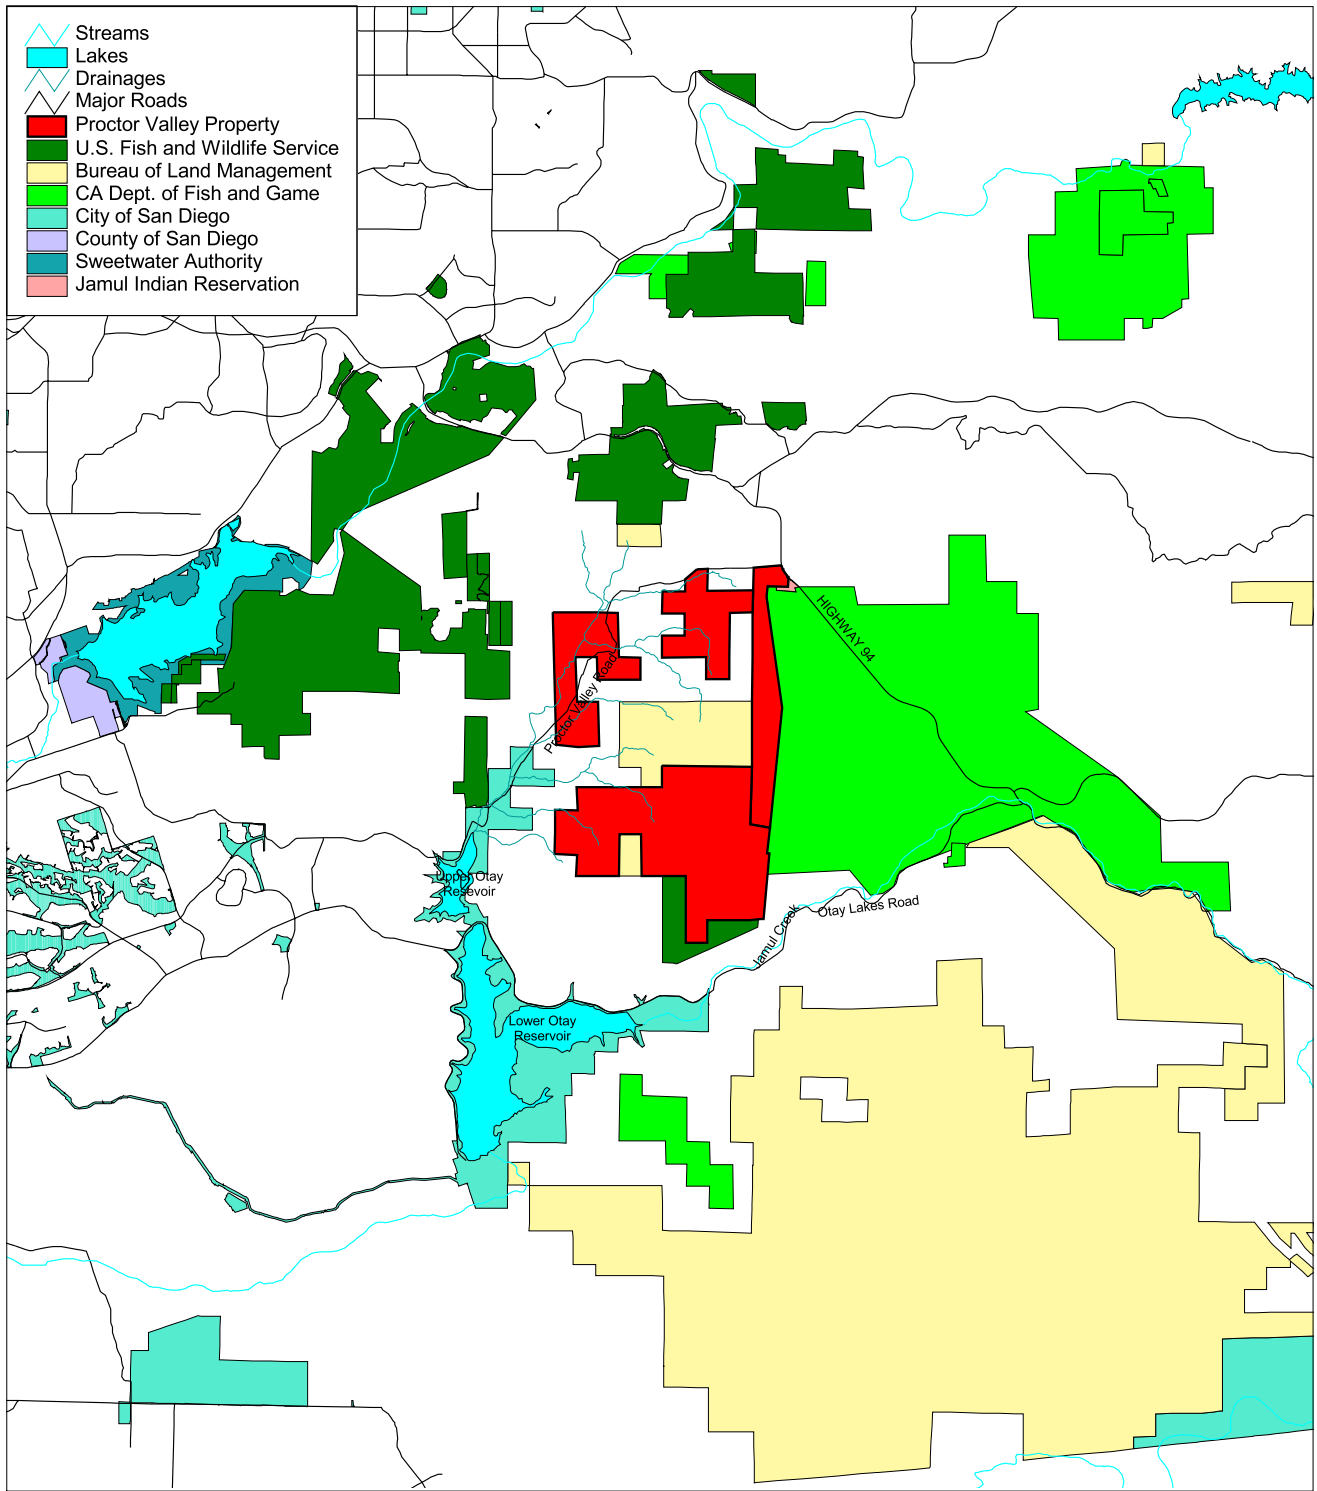 Streams
Lakes
Drainages
Major Roads
Proctor Valley Property
U.S. Fish and Wildlife Service
Bureau of Land Management
CA Dept. of Fish and Game
City of San Diego
County of San Diego
Sweetwater Authority
Jamul Indian Reservation
HIGHWAY 94
Proctor Valley Road
Upper Otay
Resevoir
Otay Lakes Road
Jamul Creek
Lower Otay
Reservoir